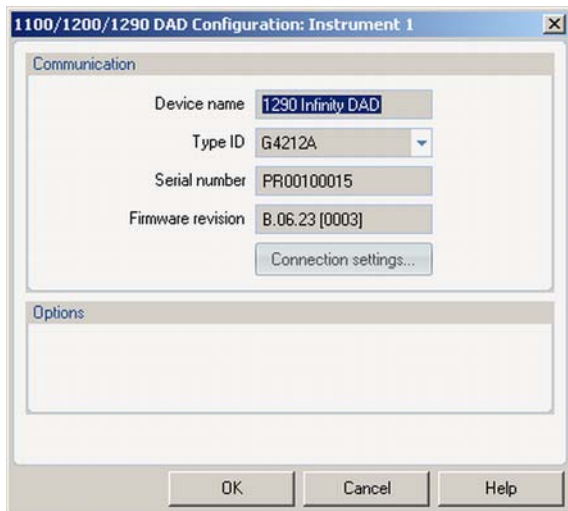 1100/1200/1290 DAD Configuration: Instrument 1
Communication
Device name 1290 Infinity DAD
Type ID G4212A
Serial number PR00100015
Firmware revision B.06.23 [0003]
Connection settings...
Options
OK Cancel Help